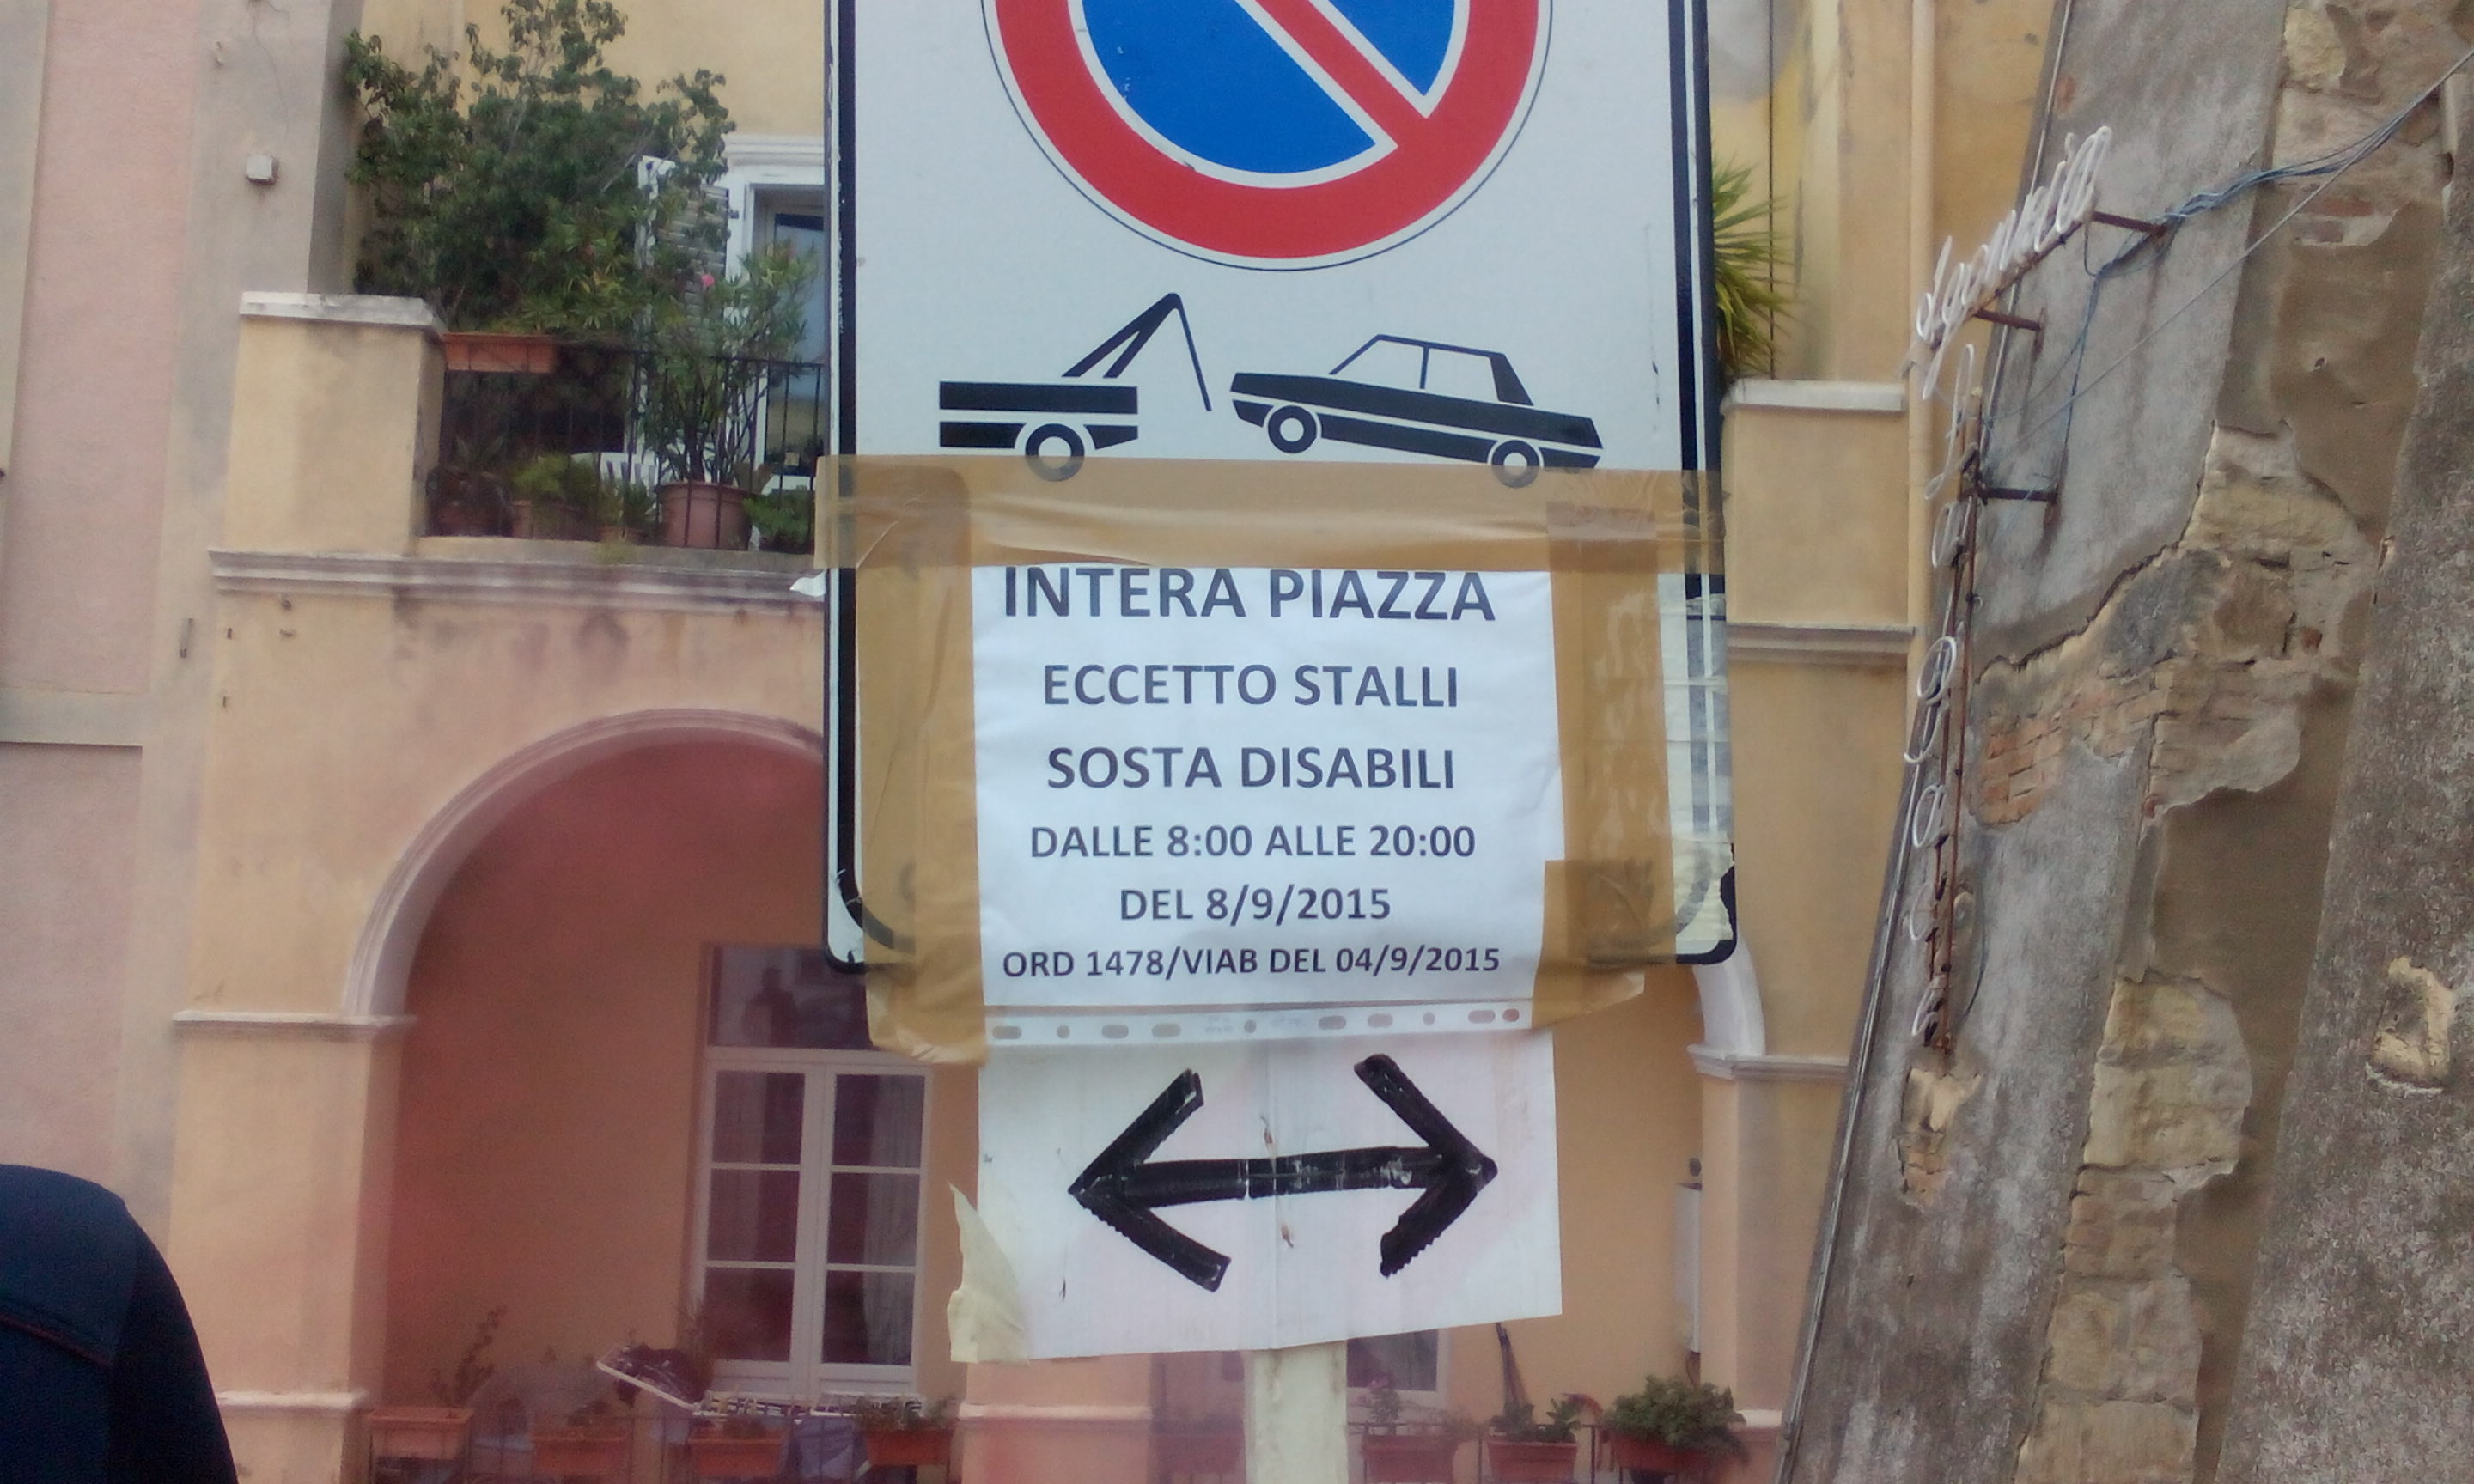 INTERA PIAZZA
ECCETTO STALLI
SOSTA DISABILI
DALLE 8:00 ALLE 20:00
DEL 8/9/2015
ORD 1478/VIAB DEL 04/9/2015